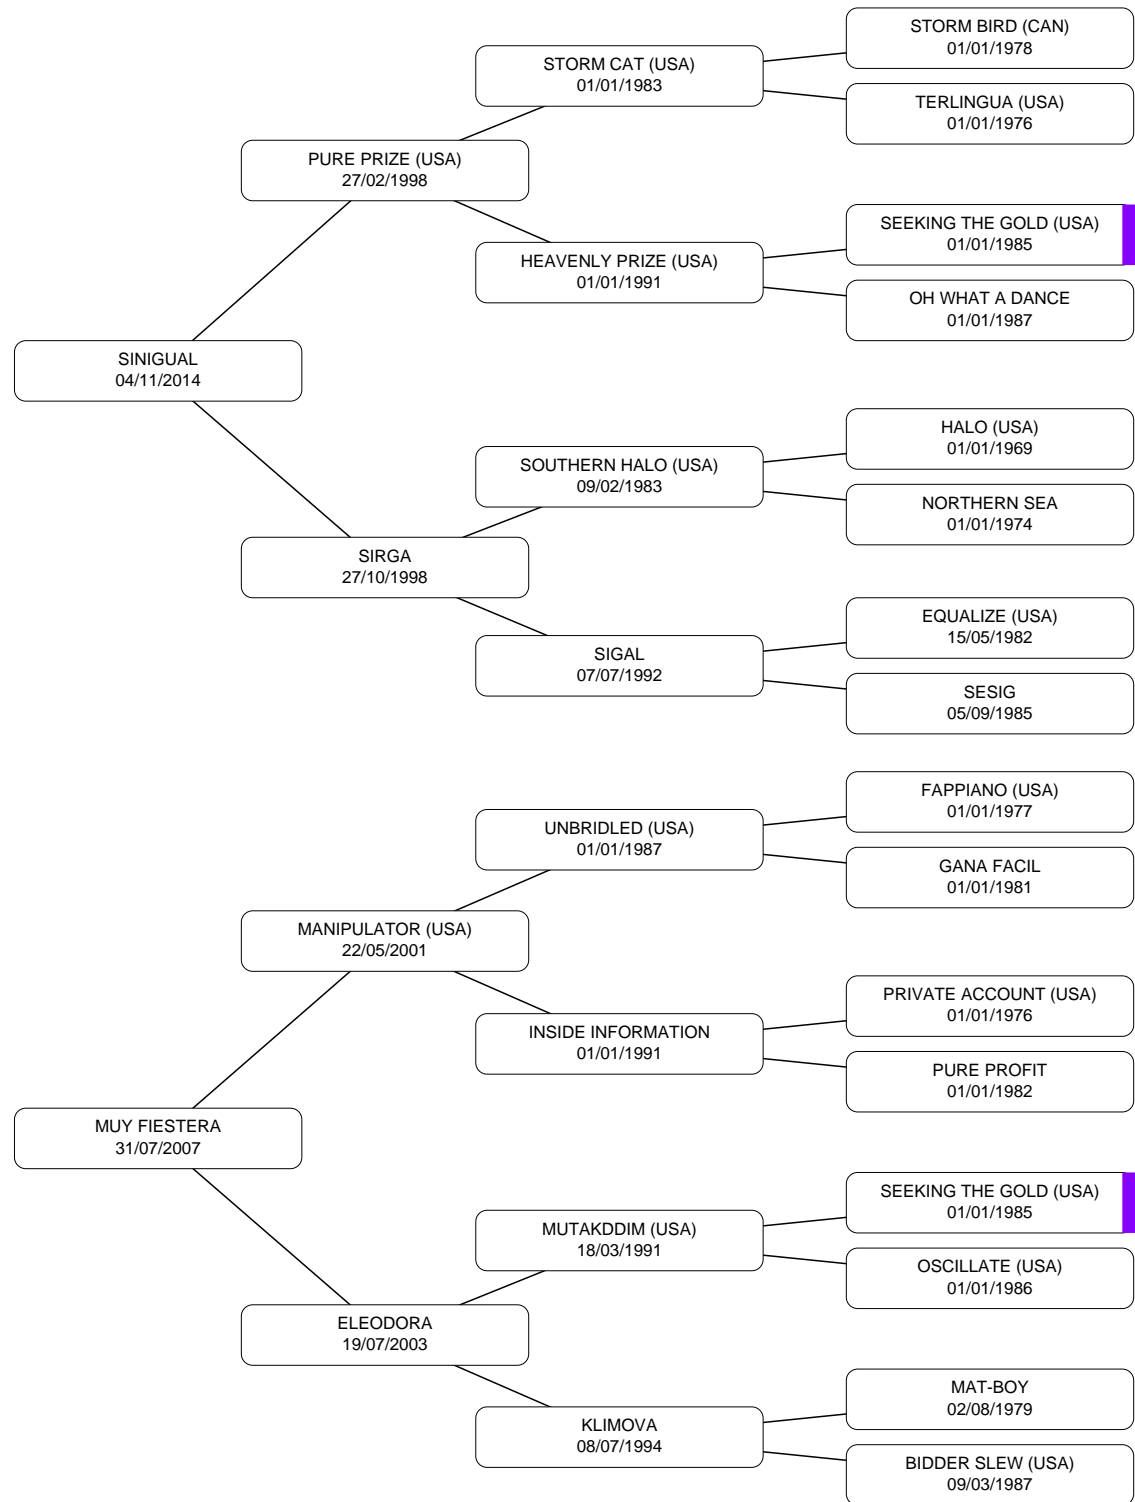 STORM BIRD (CAN)
01/01/1978
STORM CAT (USA)
01/01/1983
TERLINGUA (USA)
01/01/1976
PURE PRIZE (USA)
27/02/1998
SEEKING THE GOLD (USA)
01/01/1985
HEAVENLY PRIZE (USA)
01/01/1991
OH WHAT A DANCE
01/01/1987
SINIGUAL
04/11/2014
HALO (USA)
01/01/1969
SOUTHERN HALO (USA)
09/02/1983
NORTHERN SEA
01/01/1974
SIRGA
27/10/1998
EQUALIZE (USA)
15/05/1982
SIGAL
07/07/1992
SESIG
05/09/1985
FAPPIANO (USA)
01/01/1977
UNBRIDLED (USA)
01/01/1987
GANA FACIL
01/01/1981
MANIPULATOR (USA)
22/05/2001
PRIVATE ACCOUNT (USA)
01/01/1976
INSIDE INFORMATION
01/01/1991
PURE PROFIT
01/01/1982
MUY FIESTERA
31/07/2007
SEEKING THE GOLD (USA)
01/01/1985
MUTAKDDIM (USA)
18/03/1991
OSCILLATE (USA)
01/01/1986
ELEODORA
19/07/2003
MAT-BOY
02/08/1979
KLIMOVA
08/07/1994
BIDDER SLEW (USA)
09/03/1987